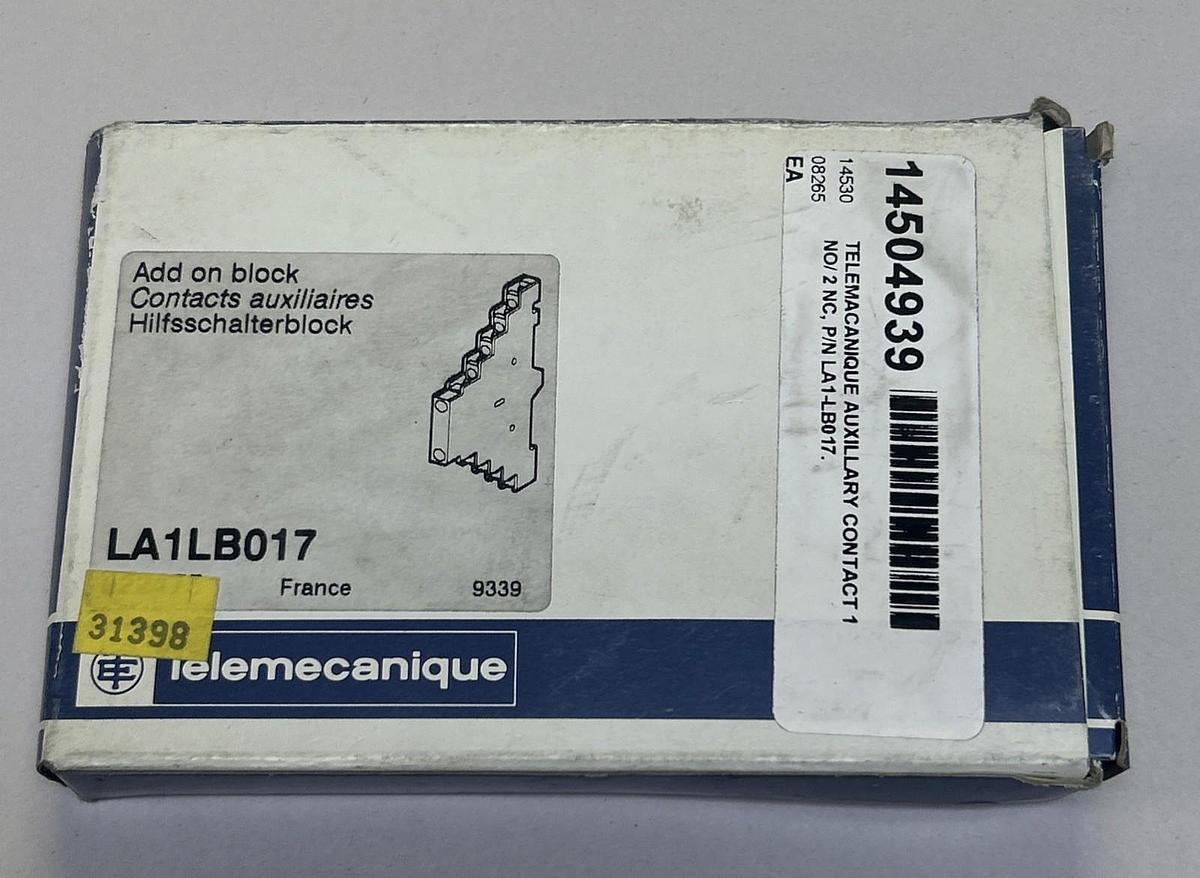 Add on block
Contacts auxiliaires
Hilfsschalterblock
LA1LB017
France 9339
31398
Telemecanique
14504939
14530
08265
EA
TELEMACANIQUE AUXILLARY CONTACT 1
NO/ 2 NC, P/N LA1-LB017.